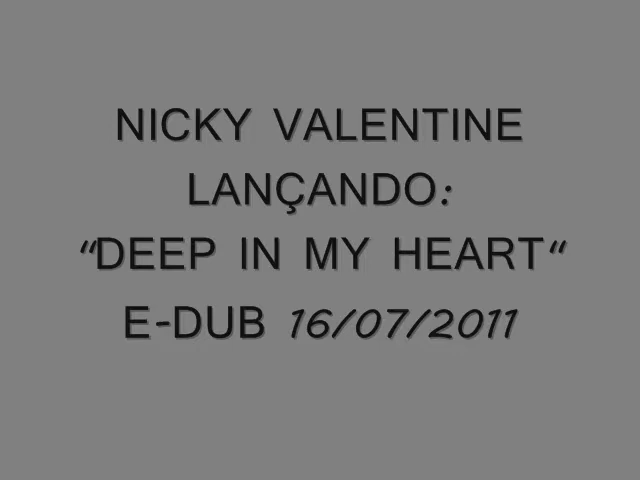 NICKY VALENTINE
LANÇANDO:
“DEEP IN MY HEART“
E-DUB 16/07/2011